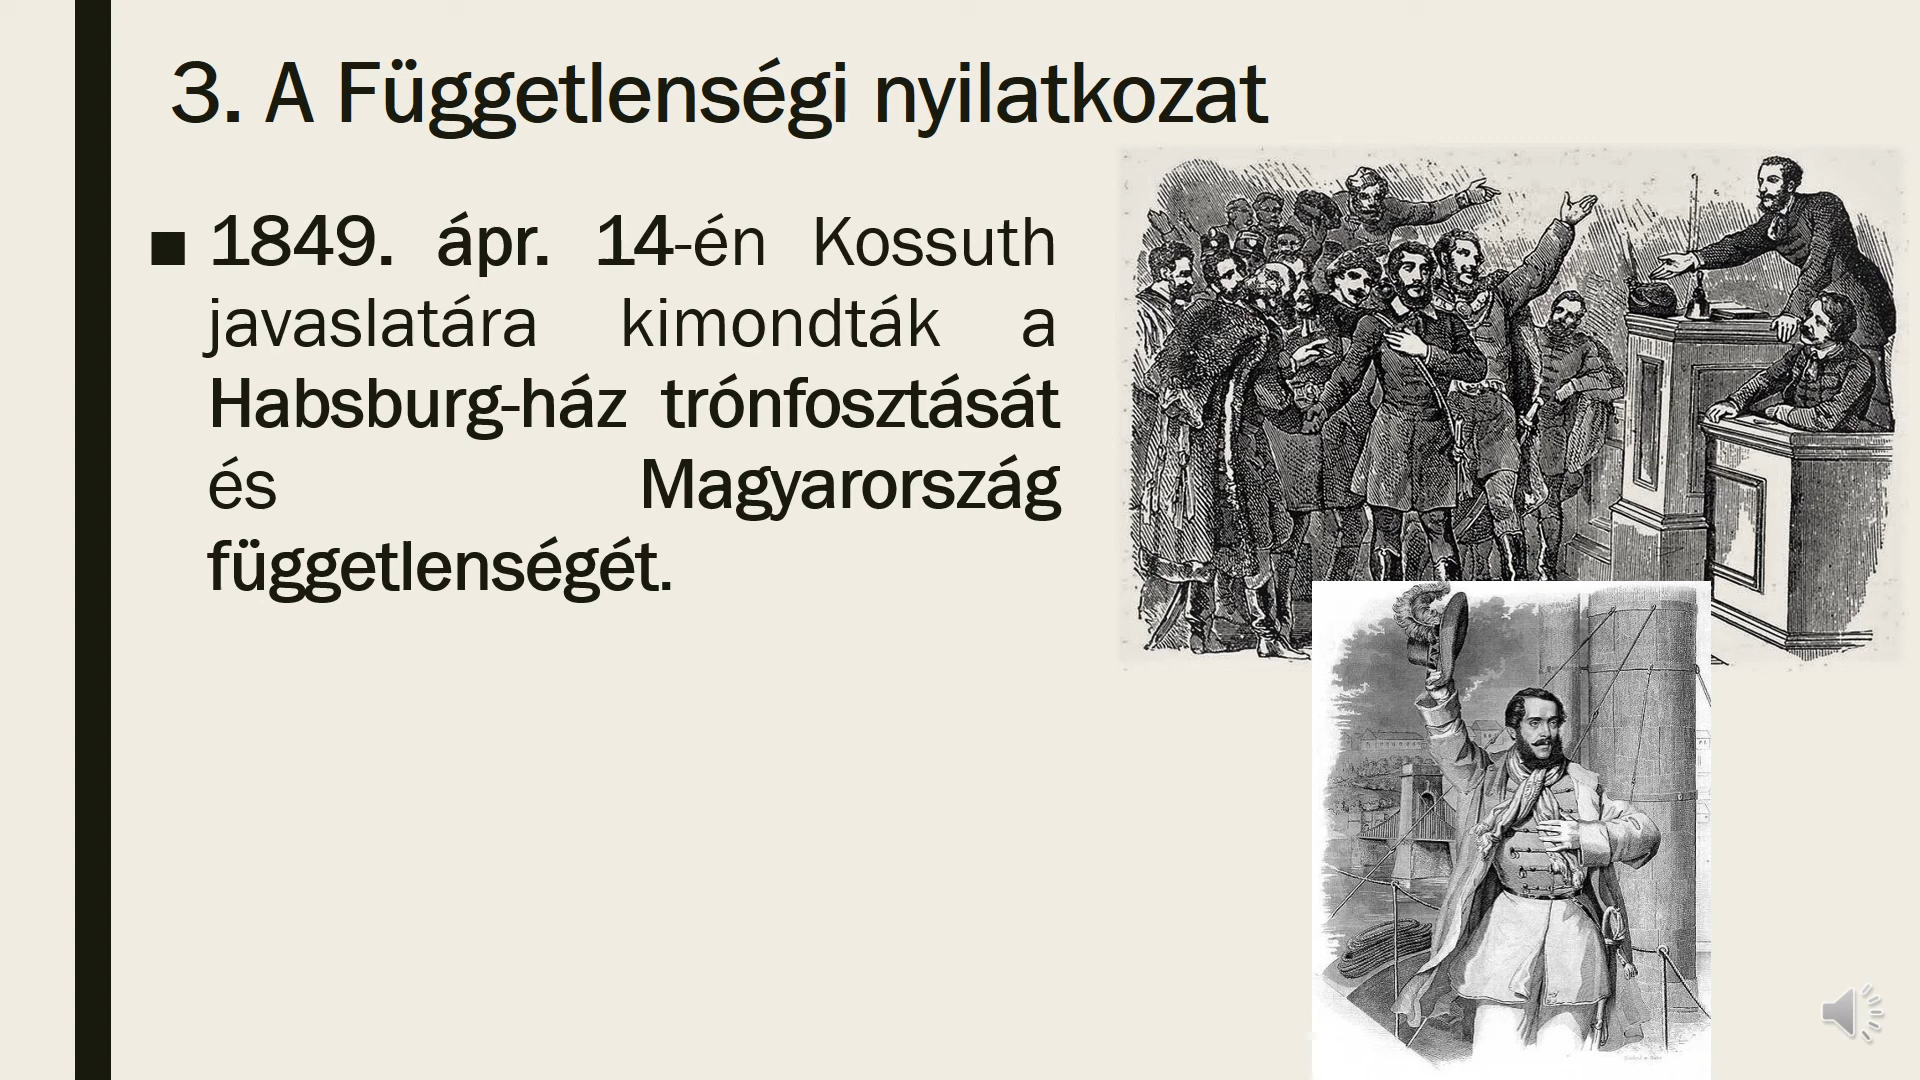 3. A Függetlenségi nyilatkozat
■ 1849. ápr. 14-én Kossuth
javaslatára kimondták a
Habsburg-ház trónfosztását
és Magyarország
függetlenségét.